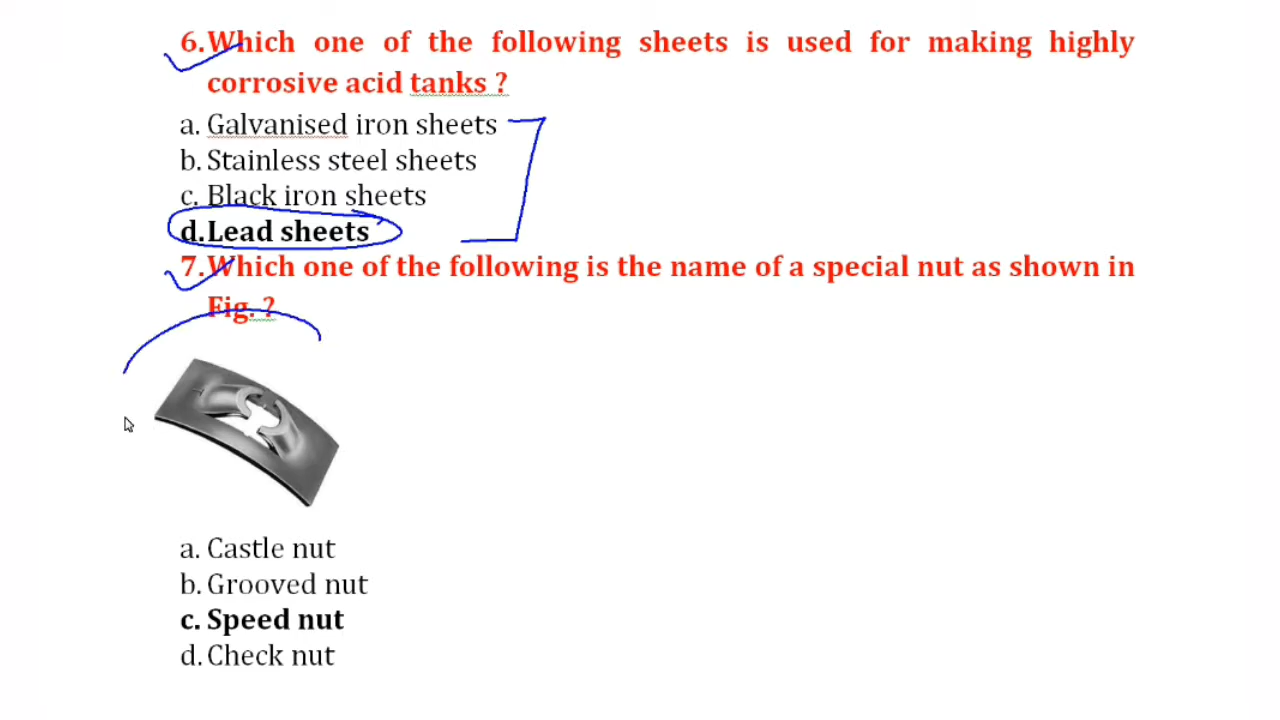 6.Which one of the following sheets is used for making highly
corrosive acid tanks ?
a. Galvanised iron sheets
b. Stainless steel sheets
c. Black iron sheets
d.Lead sheets
7.Which one of the following is the name of a special nut as shown in
Fig. ?
a. Castle nut
b. Grooved nut
c. Speed nut
d. Check nut